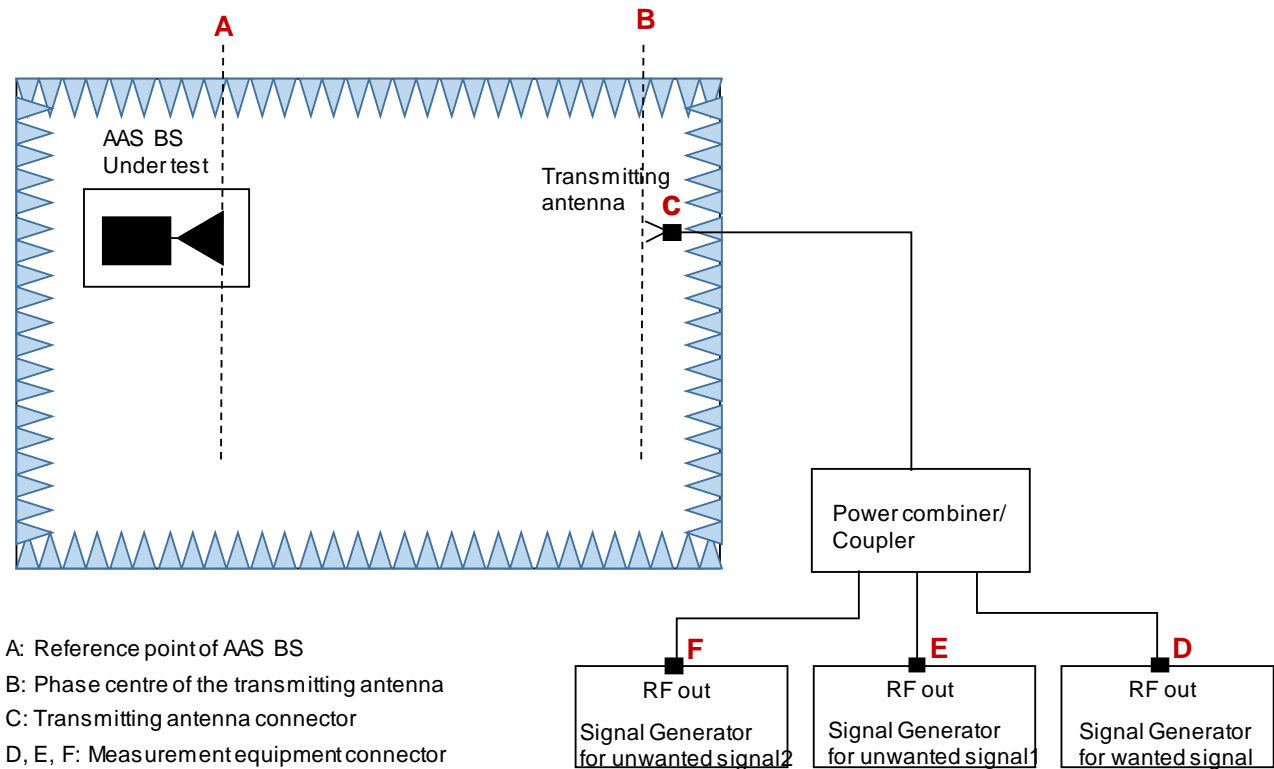 A
B
AAS BS
Under test
Transmitting
antenna
C
Power combiner/
Coupler
F
E
D
RF out
RF out
RF out
Signal Generator
for unwanted signal2
Signal Generator
for unwanted signal1
Signal Generator
for wanted signal
A: Reference point of AAS BS
B: Phase centre of the transmitting antenna
C: Transmitting antenna connector
D, E, F: Measurement equipment connector